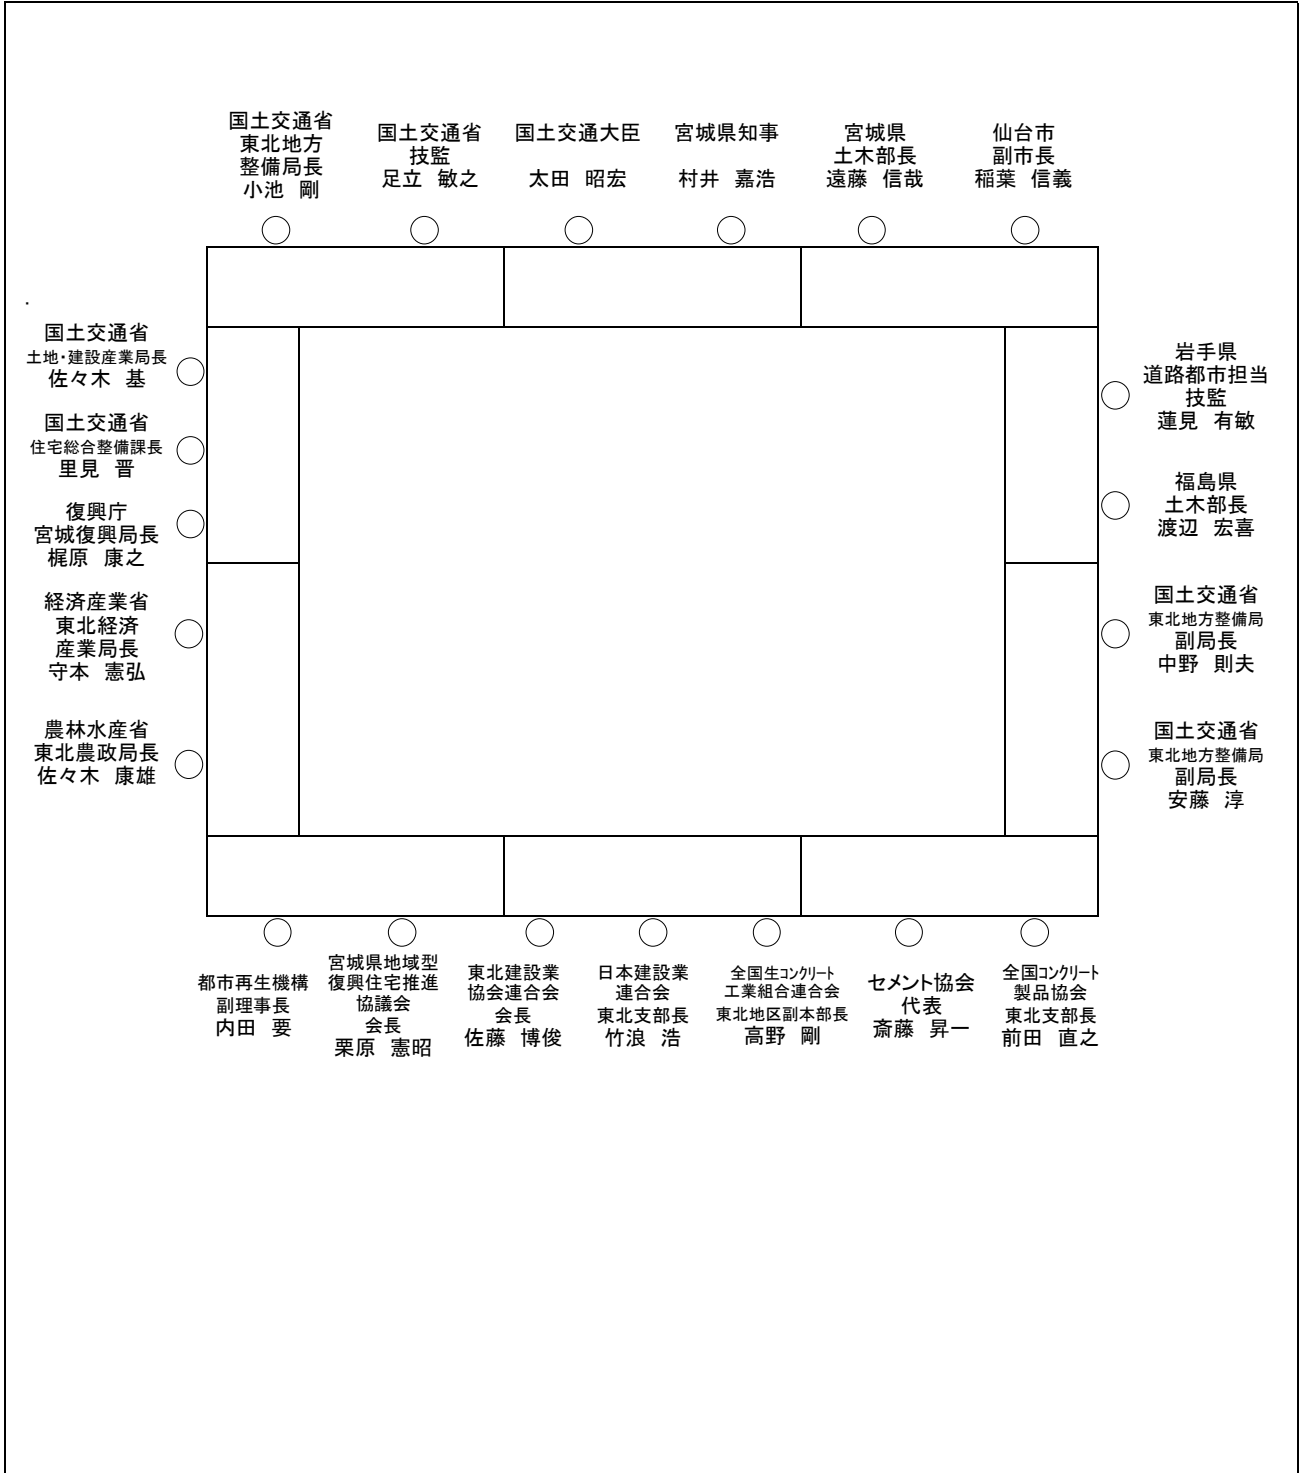 国土交通省
東北地方
整備局長
小池　剛
国土交通省
技監
足立　敏之
国土交通大臣
太田　昭宏
宮城県知事
村井　嘉浩
宮城県
土木部長
遠藤　信哉
仙台市
副市長
稲葉　信義
国土交通省
土地・建設産業局長
佐々木　基
国土交通省
住宅総合整備課長
里見　晋
復興庁
宮城復興局長
梶原　康之
経済産業省
東北経済
産業局長
守本　憲弘
農林水産省
東北農政局長
佐々木　康雄
岩手県
道路都市担当
技監
蓮見　有敏
福島県
土木部長
渡辺　宏喜
国土交通省
東北地方整備局
副局長
中野　則夫
国土交通省
東北地方整備局
副局長
安藤　淳
都市再生機構
副理事長
内田　要
宮城県地域型
復興住宅推進
協議会
会長
栗原　憲昭
東北建設業
協会連合会
会長
佐藤　博俊
日本建設業
連合会
東北支部長
竹浪　浩
全国生ｺﾝｸﾘｰﾄ
工業組合連合会
東北地区副本部長
高野　剛
セメント協会
代表
斎藤　昇一
全国ｺﾝｸﾘｰﾄ
製品協会
東北支部長
前田　直之